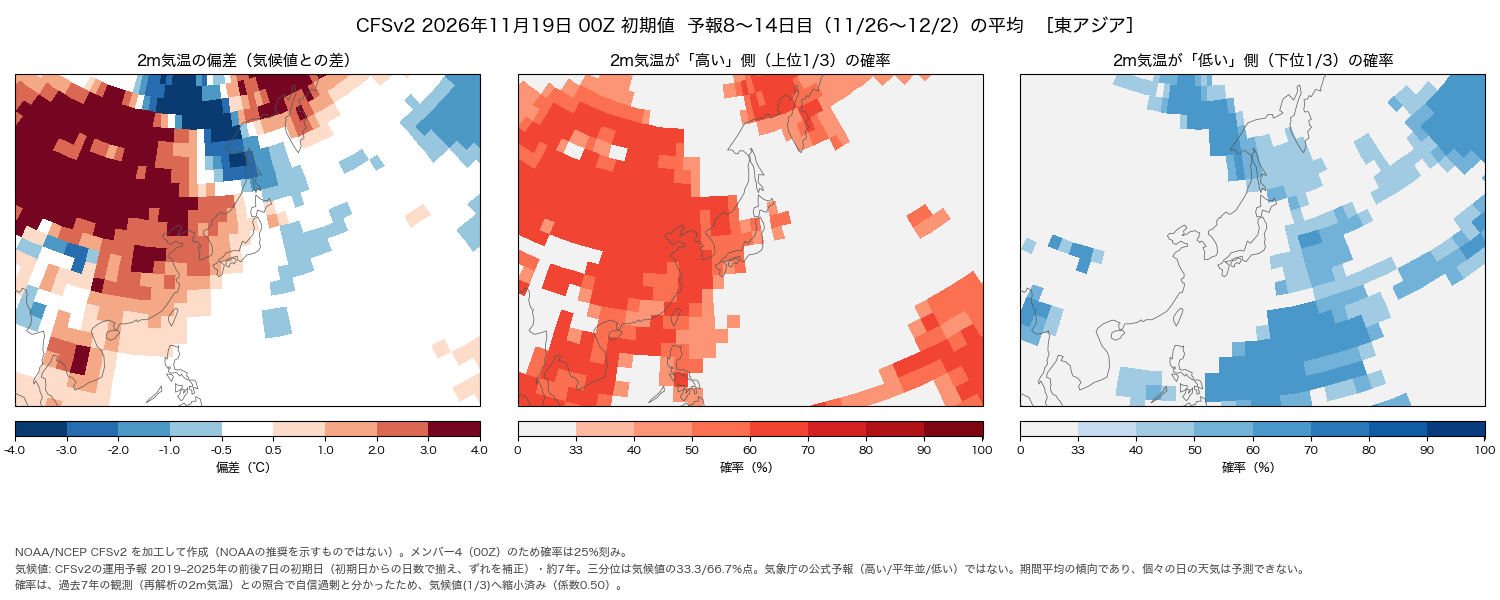 CFSv2 2026年11月19日 00Z 初期値 予報8～14日目（11/26～12/2）の平均 ［東アジア］
2m気温の偏差（気候値との差）
2m気温が「高い」側（上位1/3）の確率
2m気温が「低い」側（下位1/3）の確率
-4.0 -3.0 -2.0 -1.0 -0.5 0.5 1.0 2.0 3.0 4.0
偏差（℃）
0 33 40 50 60 70 80 90 100
確率（%）
0 33 40 50 60 70 80 90 100
確率（%）
NOAA/NCEP CFSv2 を加工して作成（NOAAの推奨を示すものではない）。メンバー4（00Z）のため確率は25%刻み。
気候値: CFSv2の運用予報 2019–2025年の前後7日の初期日（初期日からの日数で揃え、ずれを補正）・約7年。三分位は気候値の33.3/66.7%点。気象庁の公式予報（高い/平年並/低い）ではない。期間平均の傾向であり、個々の日の天気は予測できない。
確率は、過去7年の観測（再解析の2m気温）との照合で自信過剰と分かったため、気候値(1/3)へ縮小済み（係数0.50）。